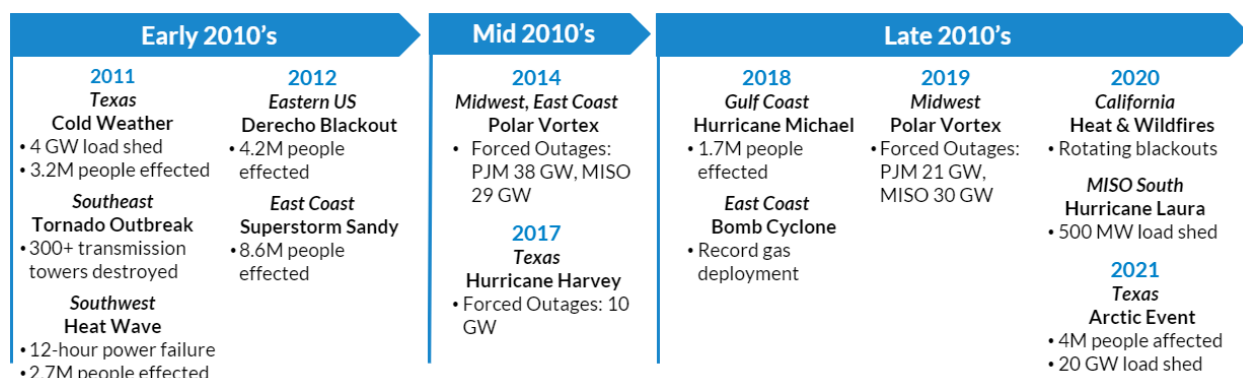 Early 2010's
2011
Texas
Cold Weather
• 4 GW load shed
• 3.2M people effected
Southeast
Tornado Outbreak
• 300+ transmission
towers destroyed
Southwest
Heat Wave
• 12-hour power failure
• 2.7M people effected
2012
Eastern US
Derecho Blackout
• 4.2M people
effected
East Coast
Superstorm Sandy
• 8.6M people
effected
Mid 2010's
2014
Midwest, East Coast
Polar Vortex
• Forced Outages:
PJM 38 GW, MISO
29 GW
2017
Texas
Hurricane Harvey
• Forced Outages: 10
GW
Late 2010's
2018
Gulf Coast
Hurricane Michael
• 1.7M people
effected
East Coast
Bomb Cyclone
• Record gas
deployment
2019
Midwest
Polar Vortex
• Forced Outages:
PJM 21 GW,
MISO 30 GW
2020
California
Heat & Wildfires
• Rotating blackouts
MISO South
Hurricane Laura
• 500 MW load shed
2021
Texas
Arctic Event
• 4M people affected
• 20 GW load shed